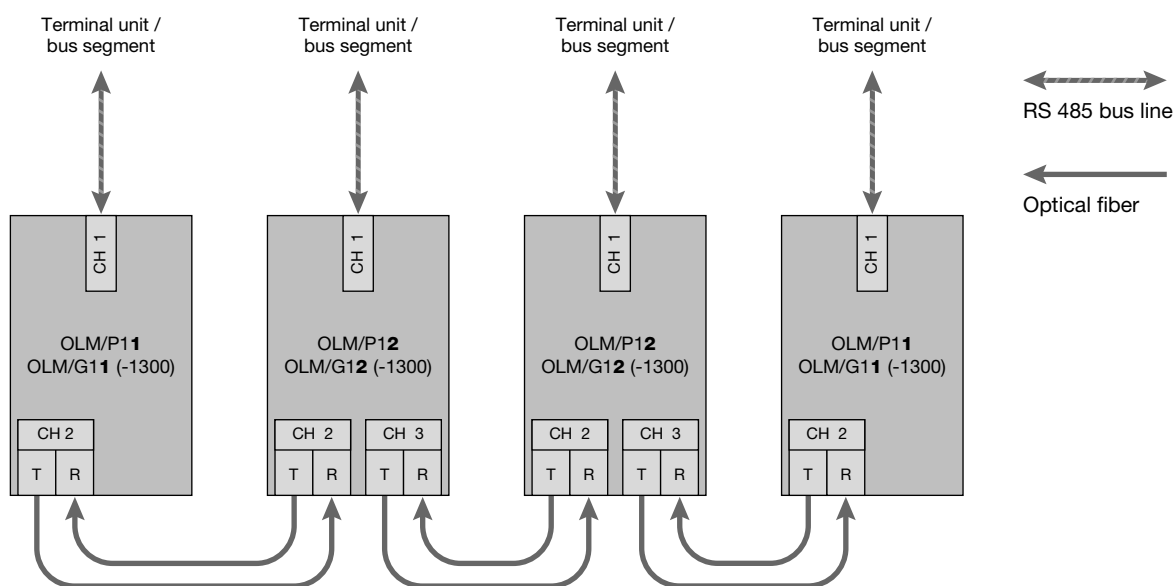 Terminal unit /
bus segment
Terminal unit /
bus segment
Terminal unit /
bus segment
Terminal unit /
bus segment
RS 485 bus line
Optical fiber
CH 1
CH 1
CH 1
CH 1
OLM/P11
OLM/G11 (-1300)
OLM/P12
OLM/G12 (-1300)
OLM/P12
OLM/G12 (-1300)
OLM/P11
OLM/G11 (-1300)
CH 2
T R
CH 2
T R
CH 3
T R
CH 2
T R
CH 3
T R
CH 2
T R